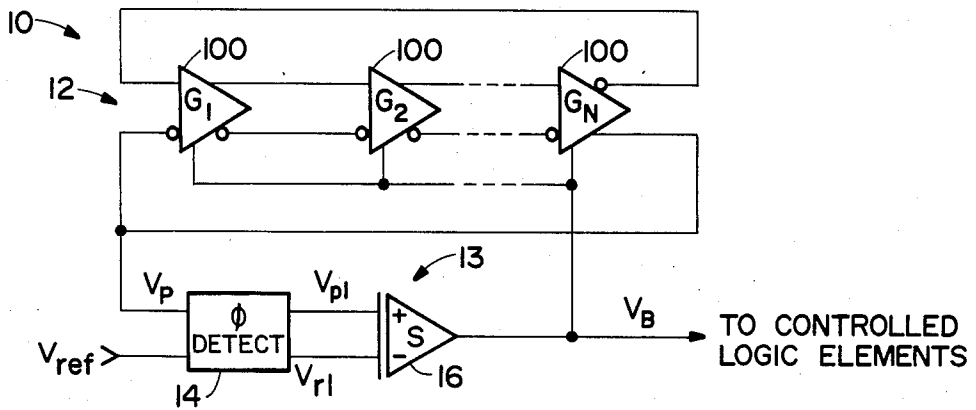 10
12
100
100
100
G1
G2
GN
13
VP
Vp1
φ
DETECT
+
S
−
VB
TO CONTROLLED
LOGIC ELEMENTS
Vref
14
Vr1
16